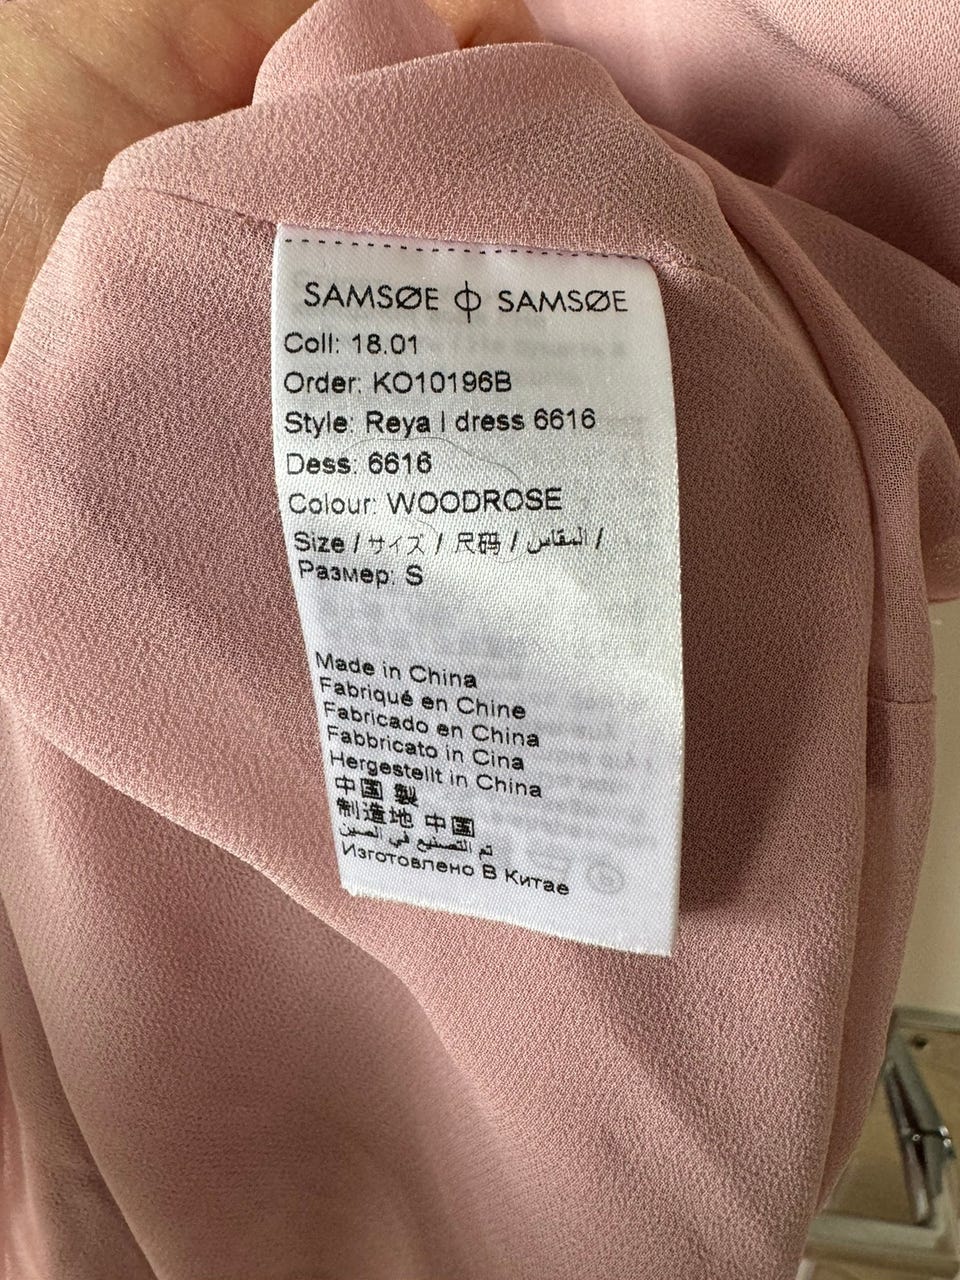 SAMSØE ϕ SAMSØE
Coll: 18.01
Order: KO10196B
Style: Reya l dress 6616
Dess: 6616
Colour: WOODROSE
Size / サイズ / 尺码 / المقاس /
Размер: S
Made in China
Fabriqué en Chine
Fabricado en China
Fabbricato in Cina
Hergestellt in China
中国 製
制造地 中国
تم التصنيع في الصين
Изготовлено В Китае